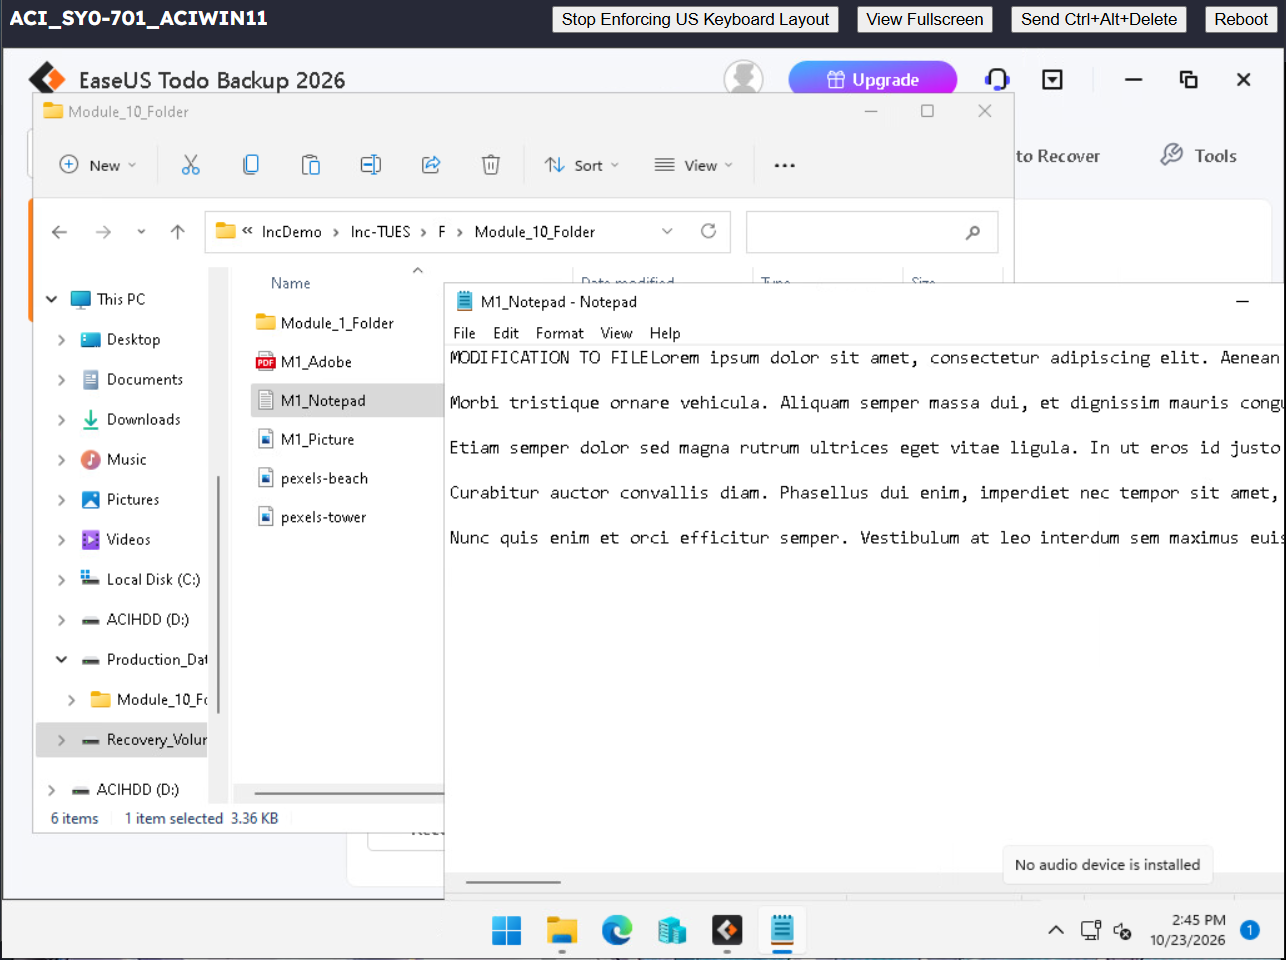 ACI_SY0-701_ACIWIN11
Stop Enforcing US Keyboard Layout
View Fullscreen
Send Ctrl+Alt+Delete
Reboot
EaseUS Todo Backup 2026
Upgrade
Module_10_Folder
New
Sort
View
to Recover
Tools
« IncDemo › Inc-TUES › F › Module_10_Folder
Name
Date modified
Type
Size
This PC
Desktop
Documents
Downloads
Music
Pictures
Videos
Local Disk (C:)
ACIHDD (D:)
Production_Dat
Module_10_Fo
Recovery_Volum
ACIHDD (D:)
Module_1_Folder
M1_Adobe
M1_Notepad
M1_Picture
pexels-beach
pexels-tower
6 items
1 item selected 3.36 KB
M1_Notepad - Notepad
File Edit Format View Help
MODIFICATION TO FILELorem ipsum dolor sit amet, consectetur adipiscing elit. Aenean
Morbi tristique ornare vehicula. Aliquam semper massa dui, et dignissim mauris congu
Etiam semper dolor sed magna rutrum ultrices eget vitae ligula. In ut eros id justo
Curabitur auctor convallis diam. Phasellus dui enim, imperdiet nec tempor sit amet,
Nunc quis enim et orci efficitur semper. Vestibulum at leo interdum sem maximus euis
No audio device is installed
2:45 PM
10/23/2026
1